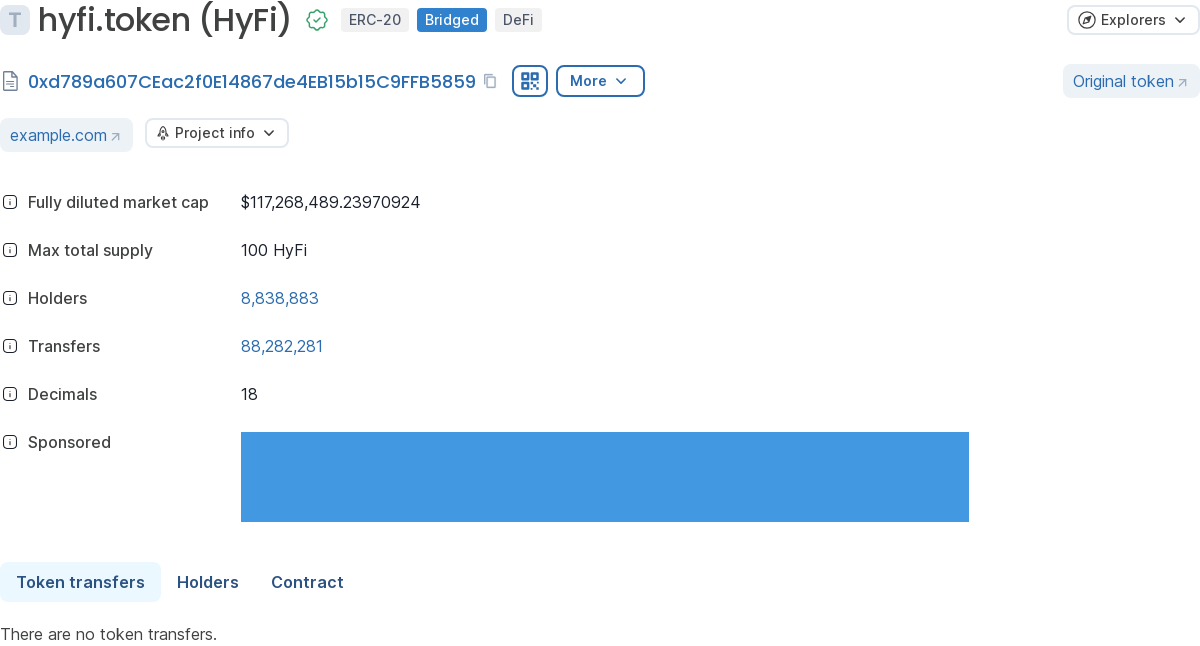 T hyfi.token (HyFi) ERC-20 Bridged DeFi Explorers
0xd789a607CEac2f0E14867de4EB15b15C9FFB5859 More Original token
example.com Project info
Fully diluted market cap $117,268,489.23970924
Max total supply 100 HyFi
Holders 8,838,883
Transfers 88,282,281
Decimals 18
Sponsored
Token transfers Holders Contract
There are no token transfers.